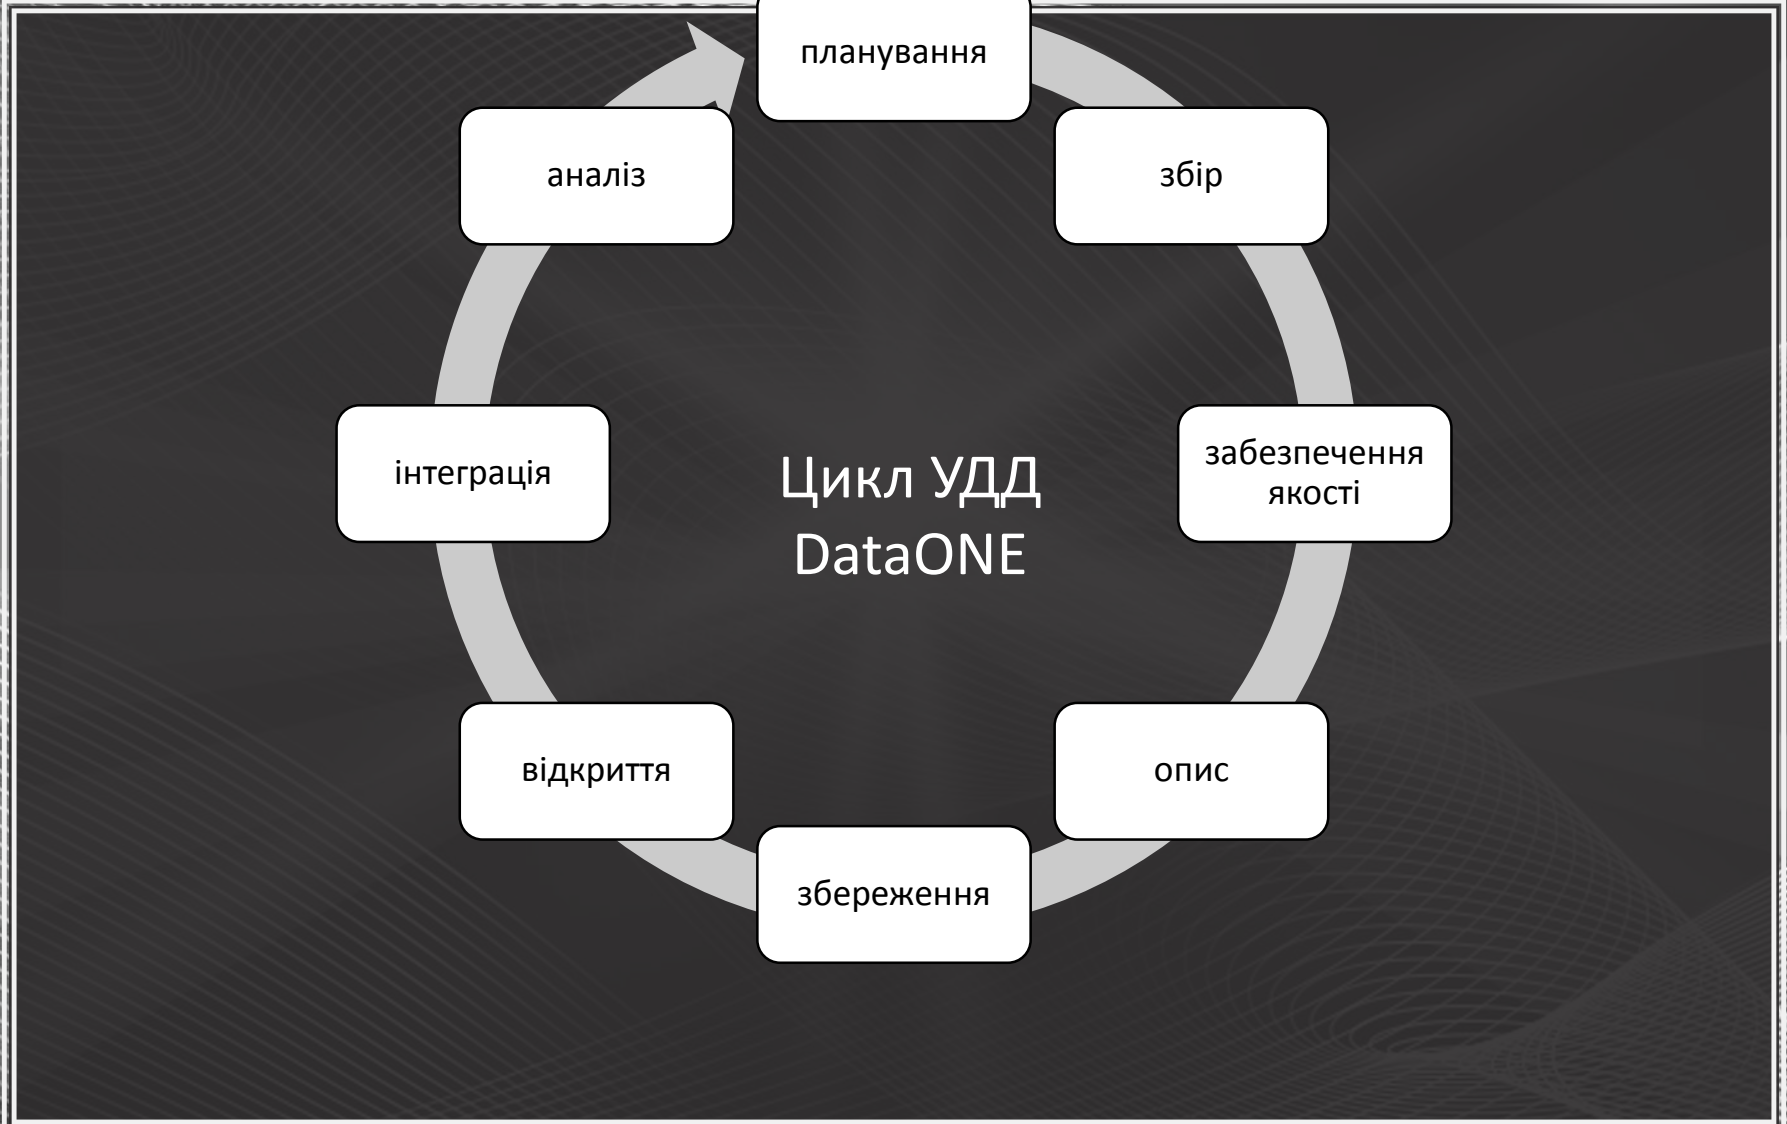 планування
збір
забезпечення
якості
опис
збереження
відкриття
інтеграція
аналіз
Цикл УДД
DataONE